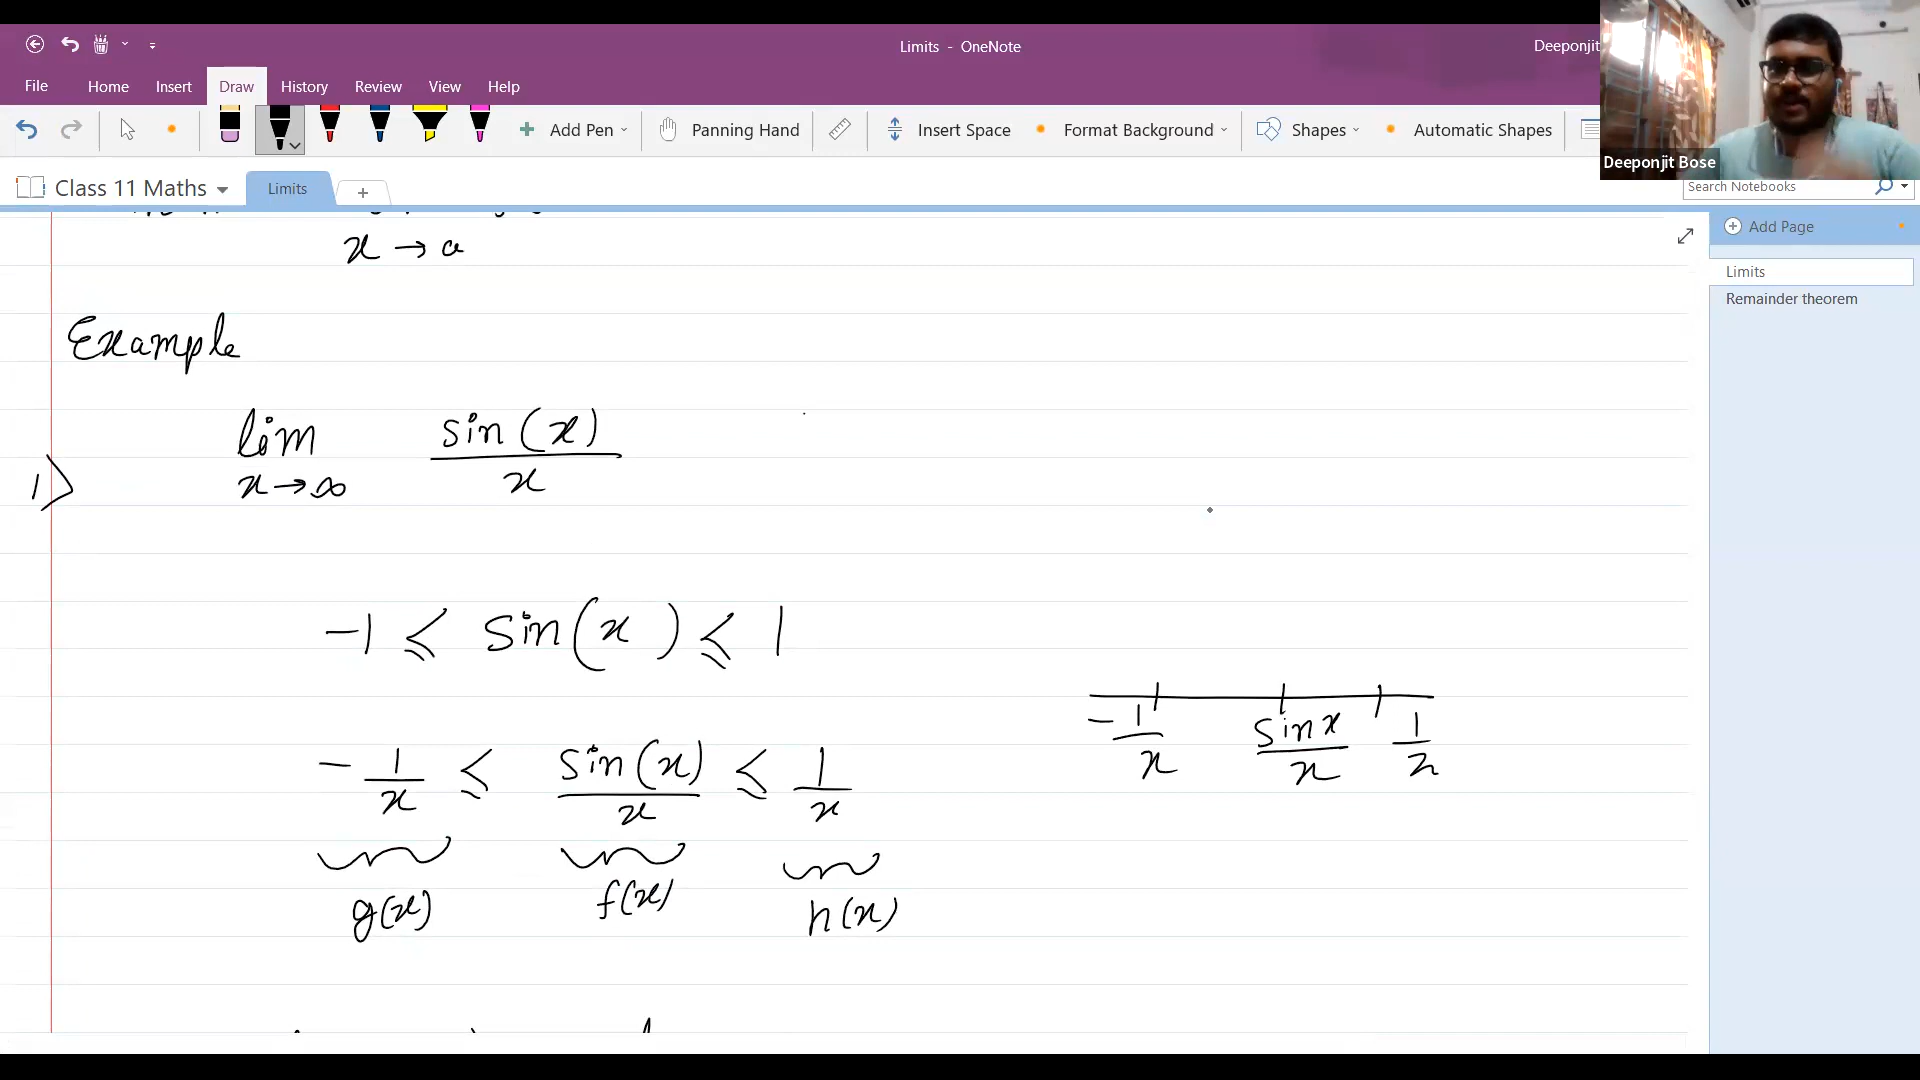 Limits - OneNote
Deeponjit
File Home Insert Draw History Review View Help
Add Pen Panning Hand Insert Space Format Background Shapes Automatic Shapes
Deeponjit Bose
Class 11 Maths Limits
Search Notebooks
Add Page
Limits
Remainder theorem
x → a
Example
1) lim sin(x)
x→∞ x
-1 ≤ sin(x) ≤ 1
- 1/x ≤ sin(x)/x ≤ 1/x
g(x) f(x) h(x)
- 1/x sin x/x 1/2